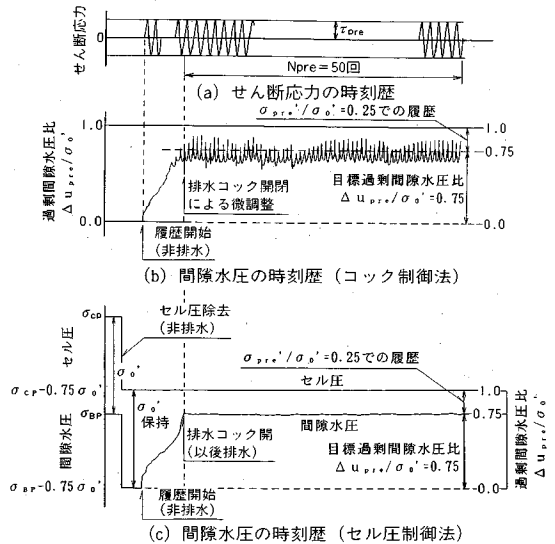 せん断応力
0
τpre
Npre=50回
(a) せん断応力の時刻歴
過剰間隙水圧比
Δupre/σ0'
1.0
0.0
σpre'/σ0'=0.25での履歴
1.0
0.75
0.0
排水コック開閉
による微調整
目標過剰間隙水圧比
Δupre/σ0'=0.75
履歴開始
(非排水)
(b) 間隙水圧の時刻歴 (コック制御法)
セル圧
σCP
セル圧除去
(非排水)
σ0'
σpre'/σ0'=0.25での履歴
σCP-0.75σ0'
セル圧
1.0
間隙水圧
σBP
σ0'
保持
間隙水圧
0.75
排水コック開
(以後排水)
目標過剰間隙水圧比
Δupre/σ0'=0.75
過剰間隙水圧比
Δupre/σ0'
σBP-0.75σ0'
0.0
履歴開始
(非排水)
(c) 間隙水圧の時刻歴 (セル圧制御法)